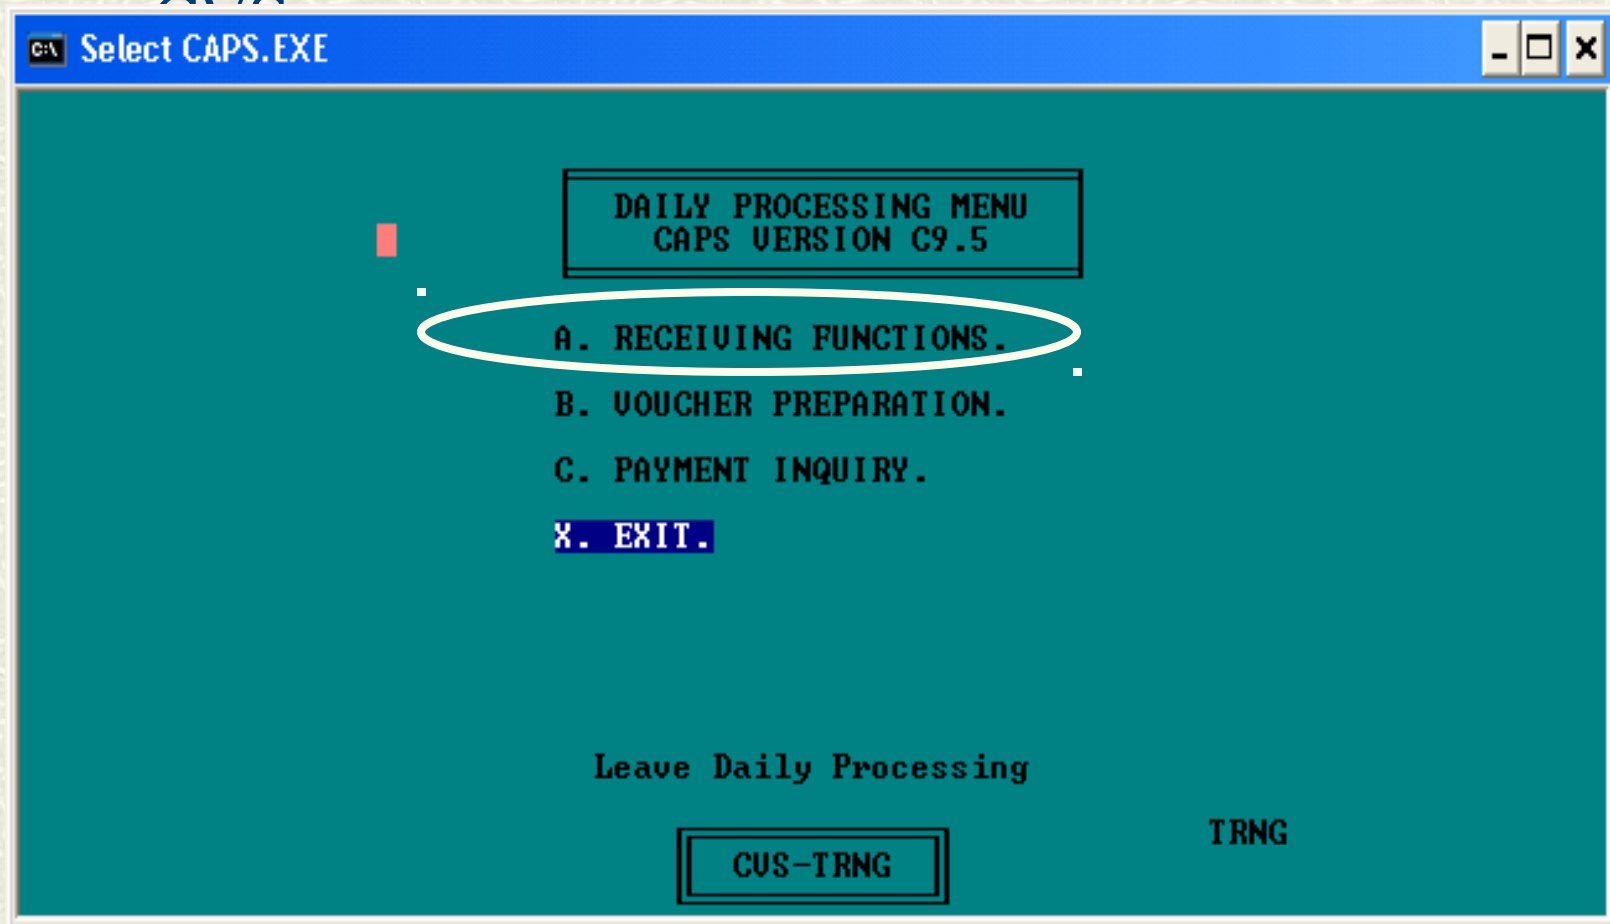 Select CAPS.EXE
DAILY PROCESSING MENU
CAPS VERSION C9.5
A. RECEIVING FUNCTIONS.
B. VOUCHER PREPARATION.
C. PAYMENT INQUIRY.
X. EXIT.
Leave Daily Processing
TRNG
CVS-TRNG